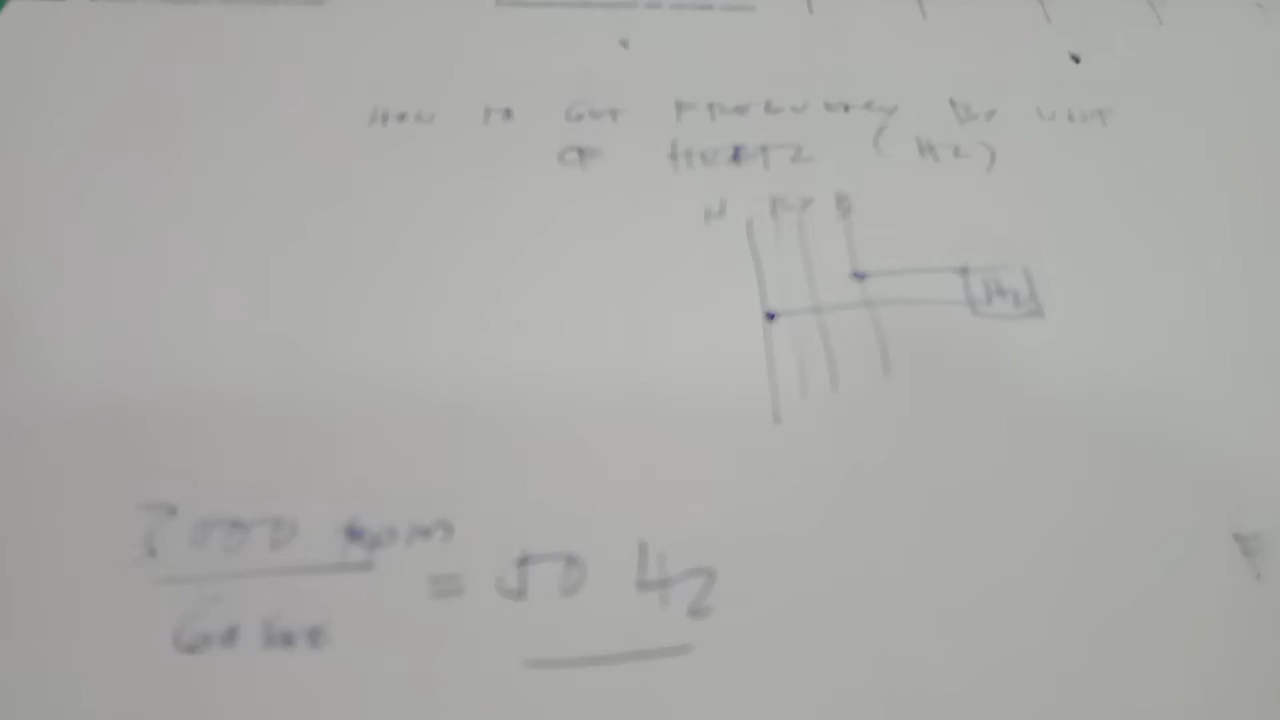 HOW TO GET FREQUENCY BY UNIT
OF HERTZ (HZ)
N R Y B
HZ
3000 RPM
60 sec
= 50 Hz
F